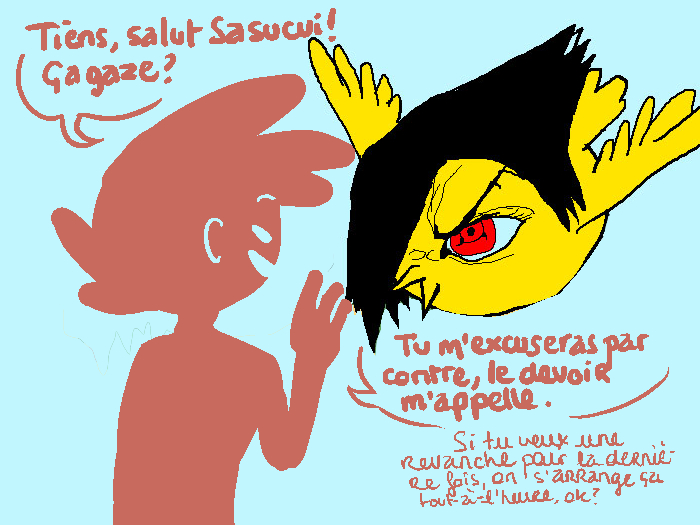 Tiens, salut Sasucui!
Ça gaze?
Tu m'excuseras par
contre, le devoir
m'appelle.
Si tu veux une
revanche pour la derniè-
re fois, on s'arrange ça
tout-à-l'heure, ok?